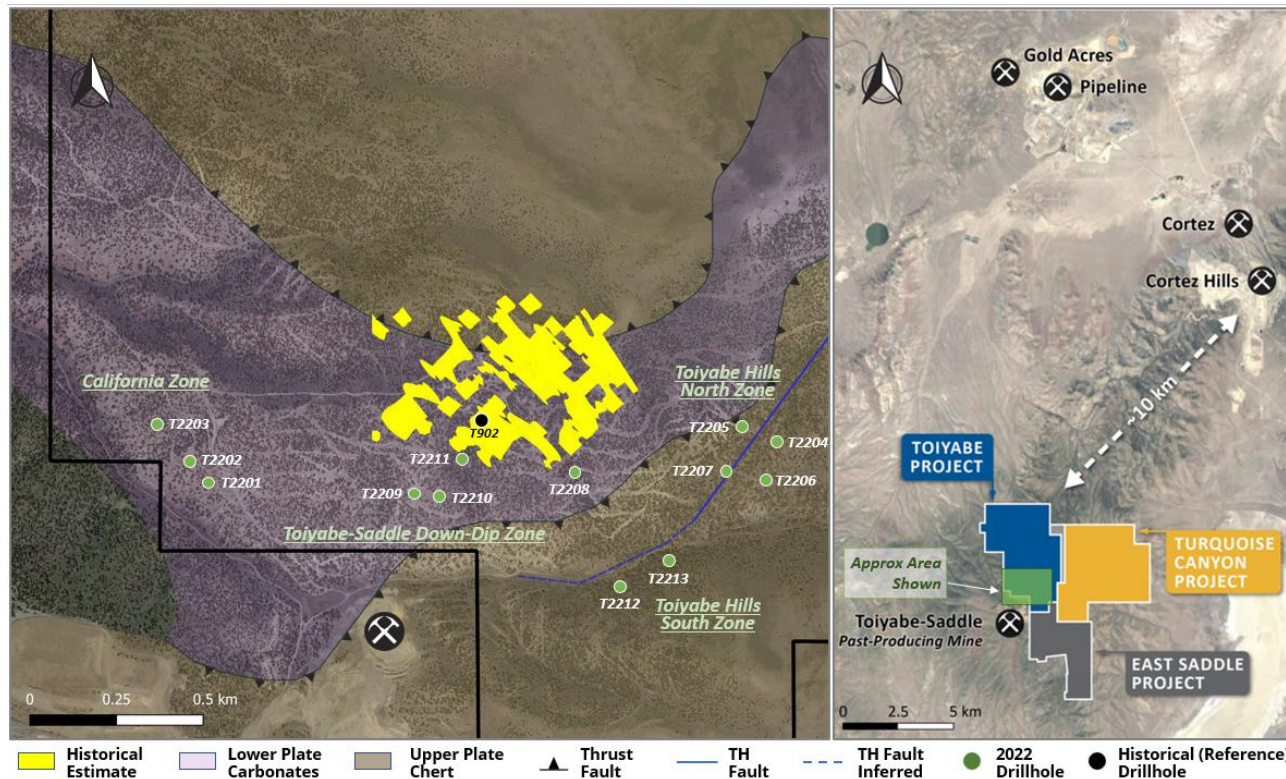 California Zone
T2203
T2202
T2201
T902
T2211
T2209
T2210
T2208
Toiyabe Hills
North Zone
T2205
T2204
T2207
T2206
Toiyabe-Saddle Down-Dip Zone
T2213
T2212
Toiyabe Hills
South Zone
0 0.25 0.5 km
Gold Acres
Pipeline
Cortez
Cortez Hills
~10 km
TOIYABE
PROJECT
TURQUOISE
CANYON
PROJECT
Approx Area
Shown
Toiyabe-Saddle
Past-Producing Mine
EAST SADDLE
PROJECT
0 2.5 5 km
Historical
Estimate
Lower Plate
Carbonates
Upper Plate
Chert
Thrust
Fault
TH
Fault
TH Fault
Inferred
2022
Drillhole
Historical (Reference)
Drillhole